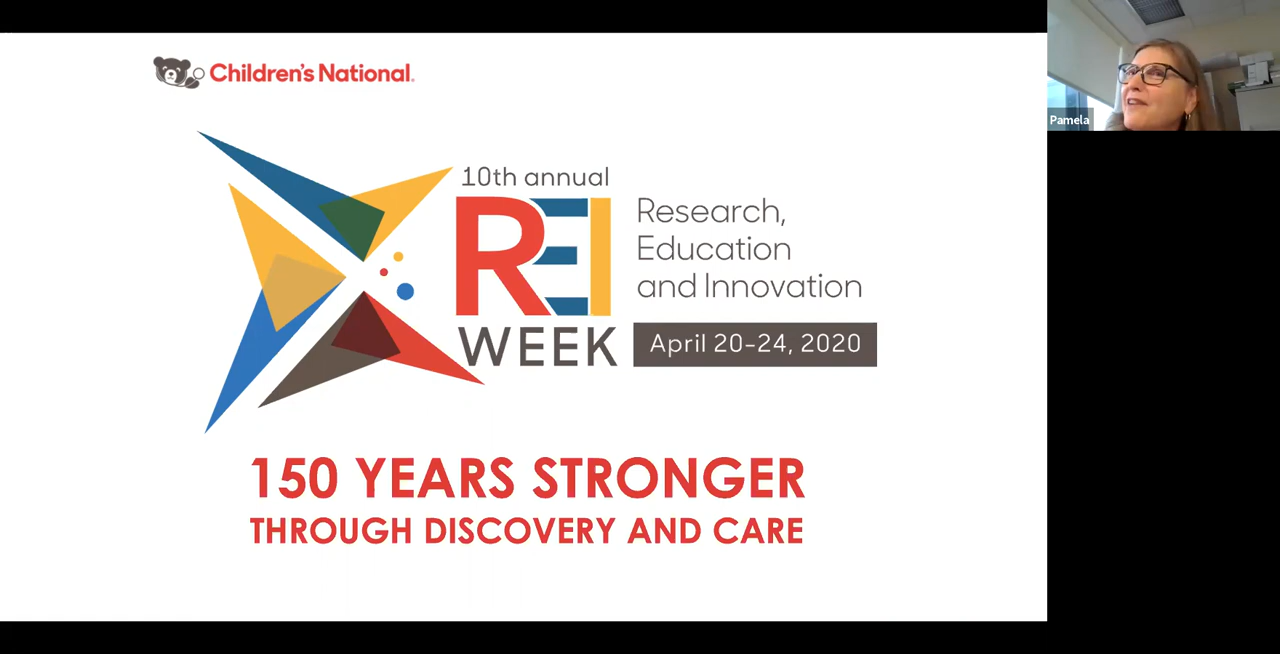 Children's National
10th annual
REI
WEEK
Research,
Education
and Innovation
April 20-24, 2020
150 YEARS STRONGER
THROUGH DISCOVERY AND CARE
Pamela